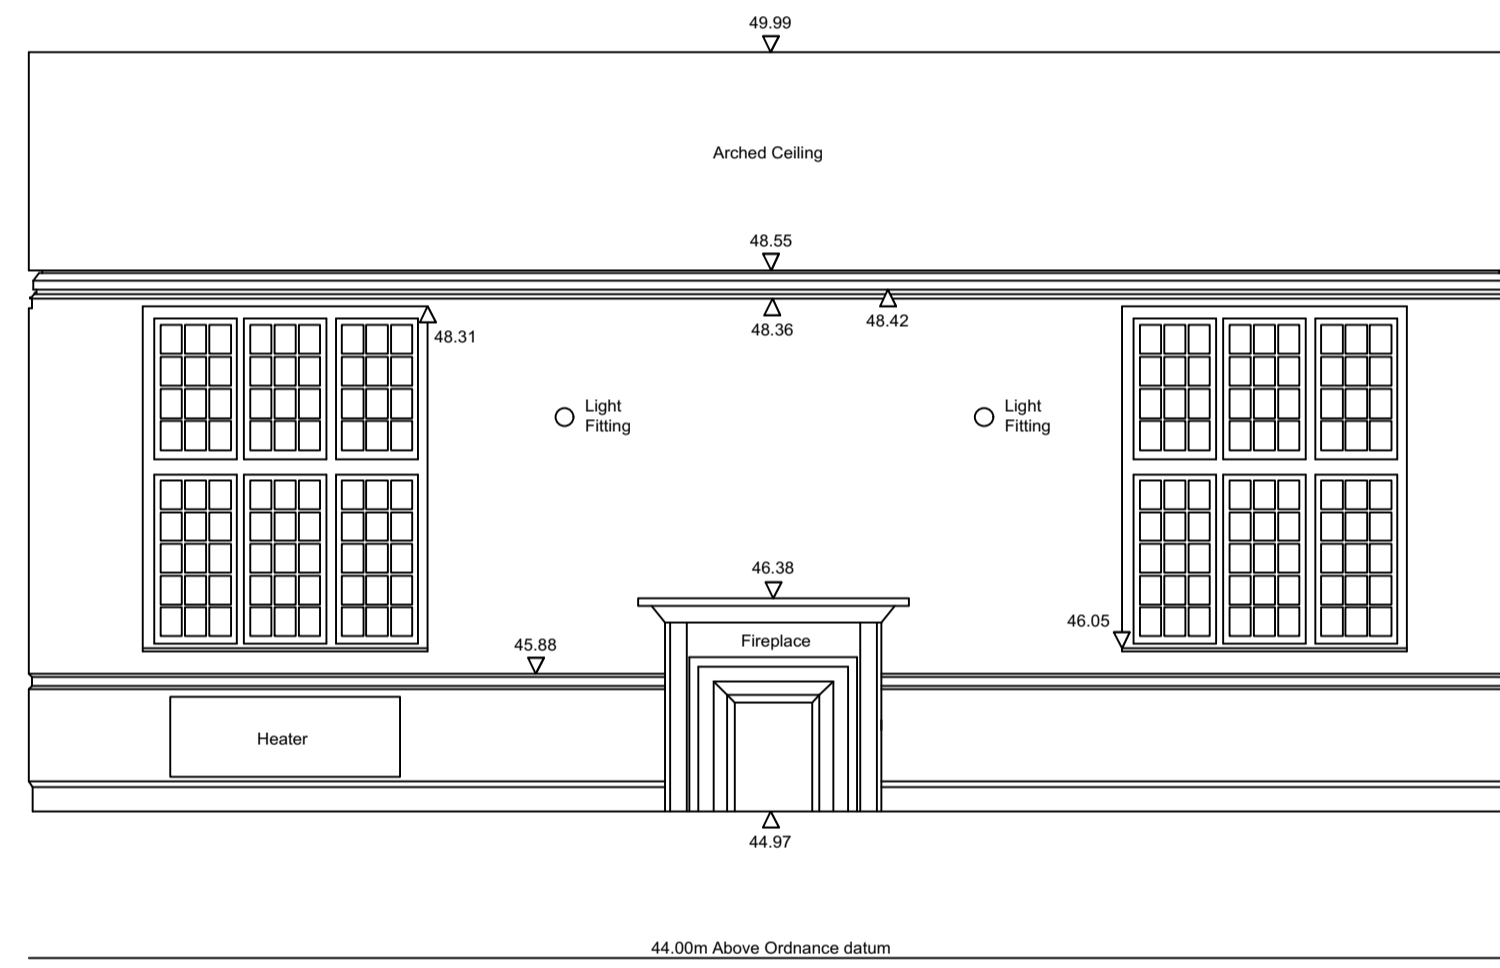 49.99
Arched Ceiling
48.55
48.31
48.36
48.42
Light
Fitting
Light
Fitting
46.38
46.05
45.88
Fireplace
Heater
44.97
44.00m Above Ordnance datum